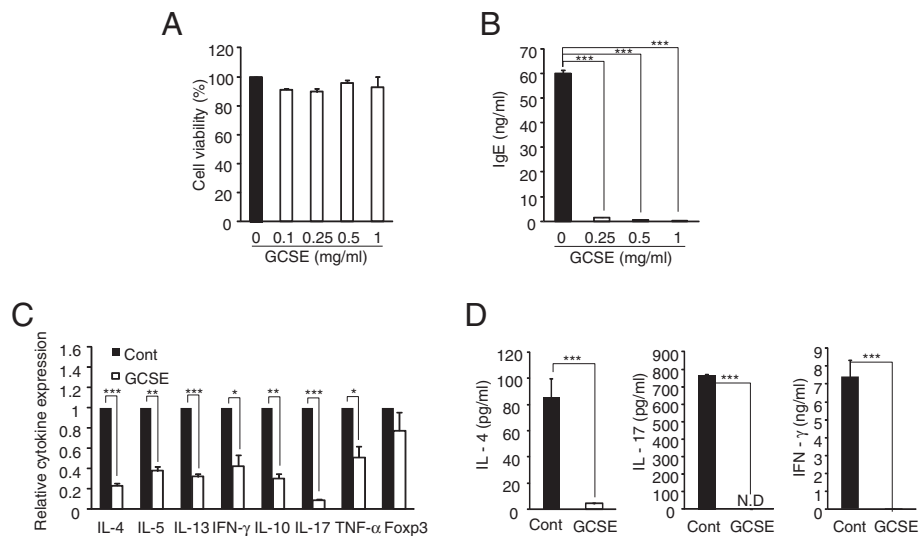 A
Cell viability (%)
120
100
80
60
40
20
0
0 0.1 0.25 0.5 1
GCSE (mg/ml)
B
IgE (ng/ml)
70
60
50
40
30
20
10
0
***
***
***
0 0.25 0.5 1
GCSE (mg/ml)
C
Relative cytokine expression
1.6
1.4
1.2
1
0.8
0.6
0.4
0.2
0
Cont
GCSE
*** ** *** * ** *** *
IL-4 IL-5 IL-13 IFN-γ IL-10 IL-17 TNF-α Foxp3
D
IL - 4 (pg/ml)
120
100
80
60
40
20
0
***
Cont GCSE
IL - 17 (pg/ml)
900
800
700
600
500
400
300
200
100
0
***
N.D
Cont GCSE
IFN - γ (ng/ml)
9
8
7
6
5
4
3
2
1
0
***
Cont GCSE